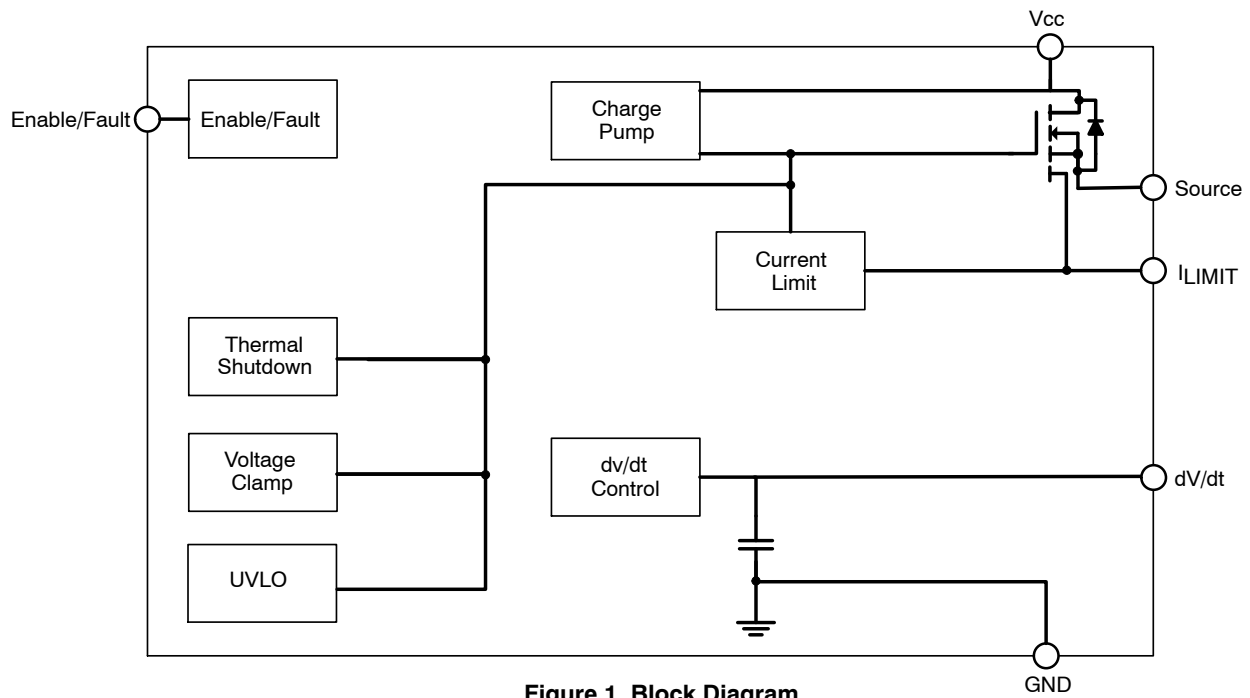 Vcc
Enable/Fault
Enable/Fault
Charge
Pump
Source
Current
Limit
ILIMIT
Thermal
Shutdown
Voltage
Clamp
dv/dt
Control
dV/dt
UVLO
GND
Figure 1. Block Diagram